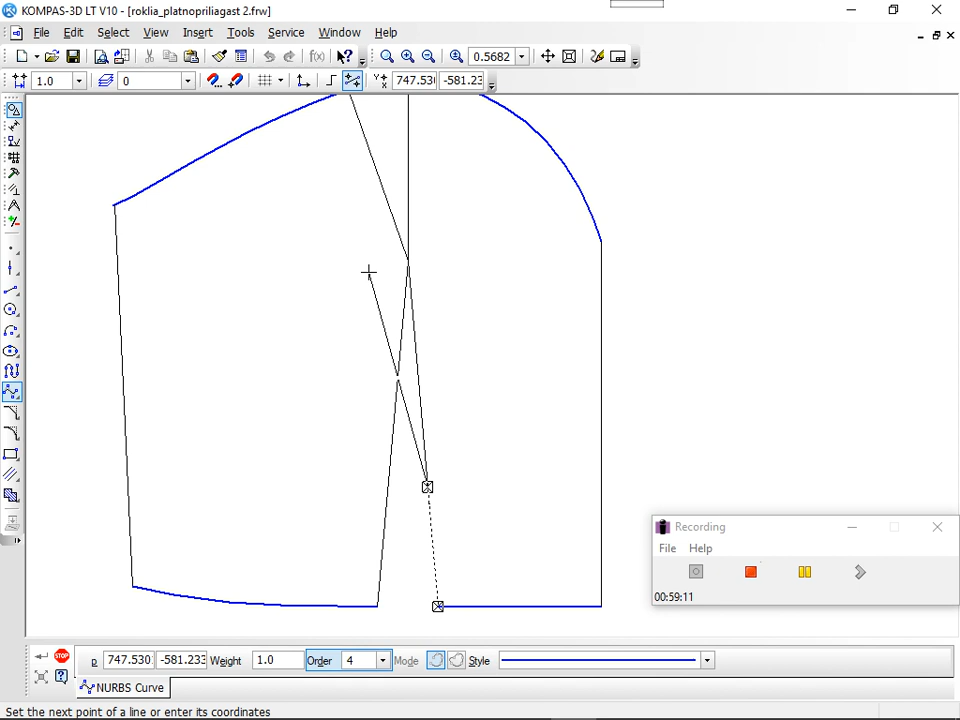 KOMPAS-3D LT V10 - [roklia_platnopriliagast 2.frw]
File Edit Select View Insert Tools Service Window Help
f(x) 0.5682
1.0 0 747.530 -581.23
Recording
File Help
00:59:11
p 747.530 -581.233 Weight 1.0 Order 4 Mode Style
STOP
NURBS Curve
Set the next point of a line or enter its coordinates